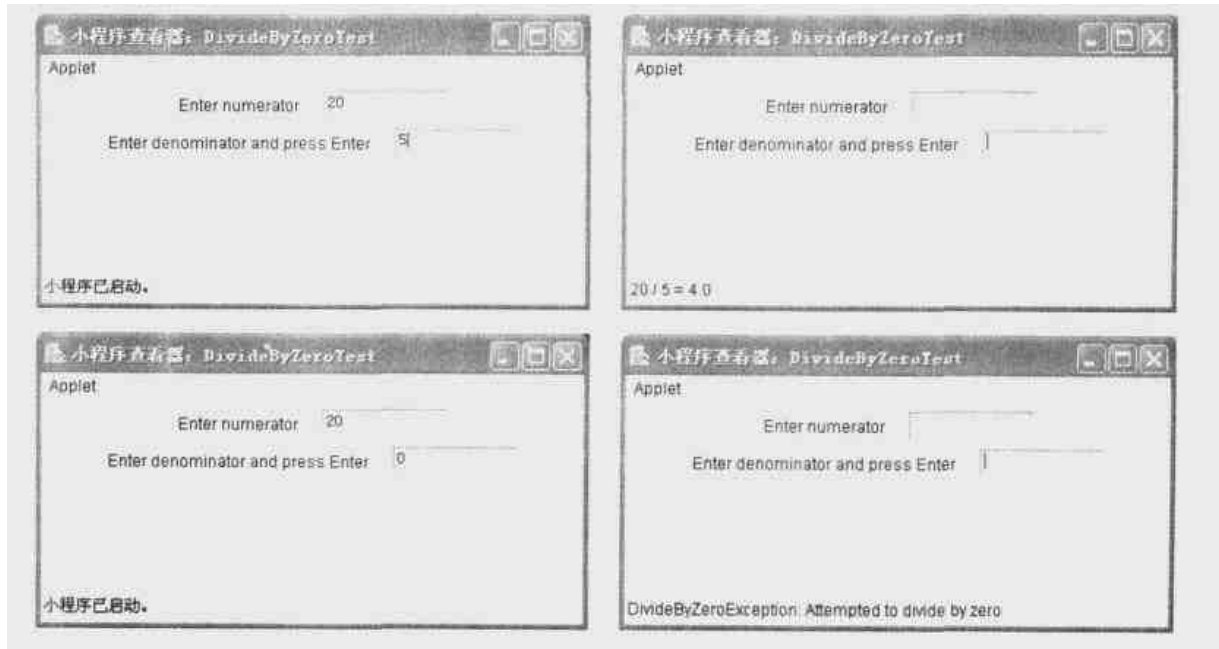 小程序查看器: DivideByZeroTest
Applet
Enter numerator 20
Enter denominator and press Enter 5
小程序已启动。
小程序查看器: DivideByZeroTest
Applet
Enter numerator
Enter denominator and press Enter
20 / 5 = 4.0
小程序查看器: DivideByZeroTest
Applet
Enter numerator 20
Enter denominator and press Enter 0
小程序已启动。
小程序查看器: DivideByZeroTest
Applet
Enter numerator
Enter denominator and press Enter
DivideByZeroException: Attempted to divide by zero